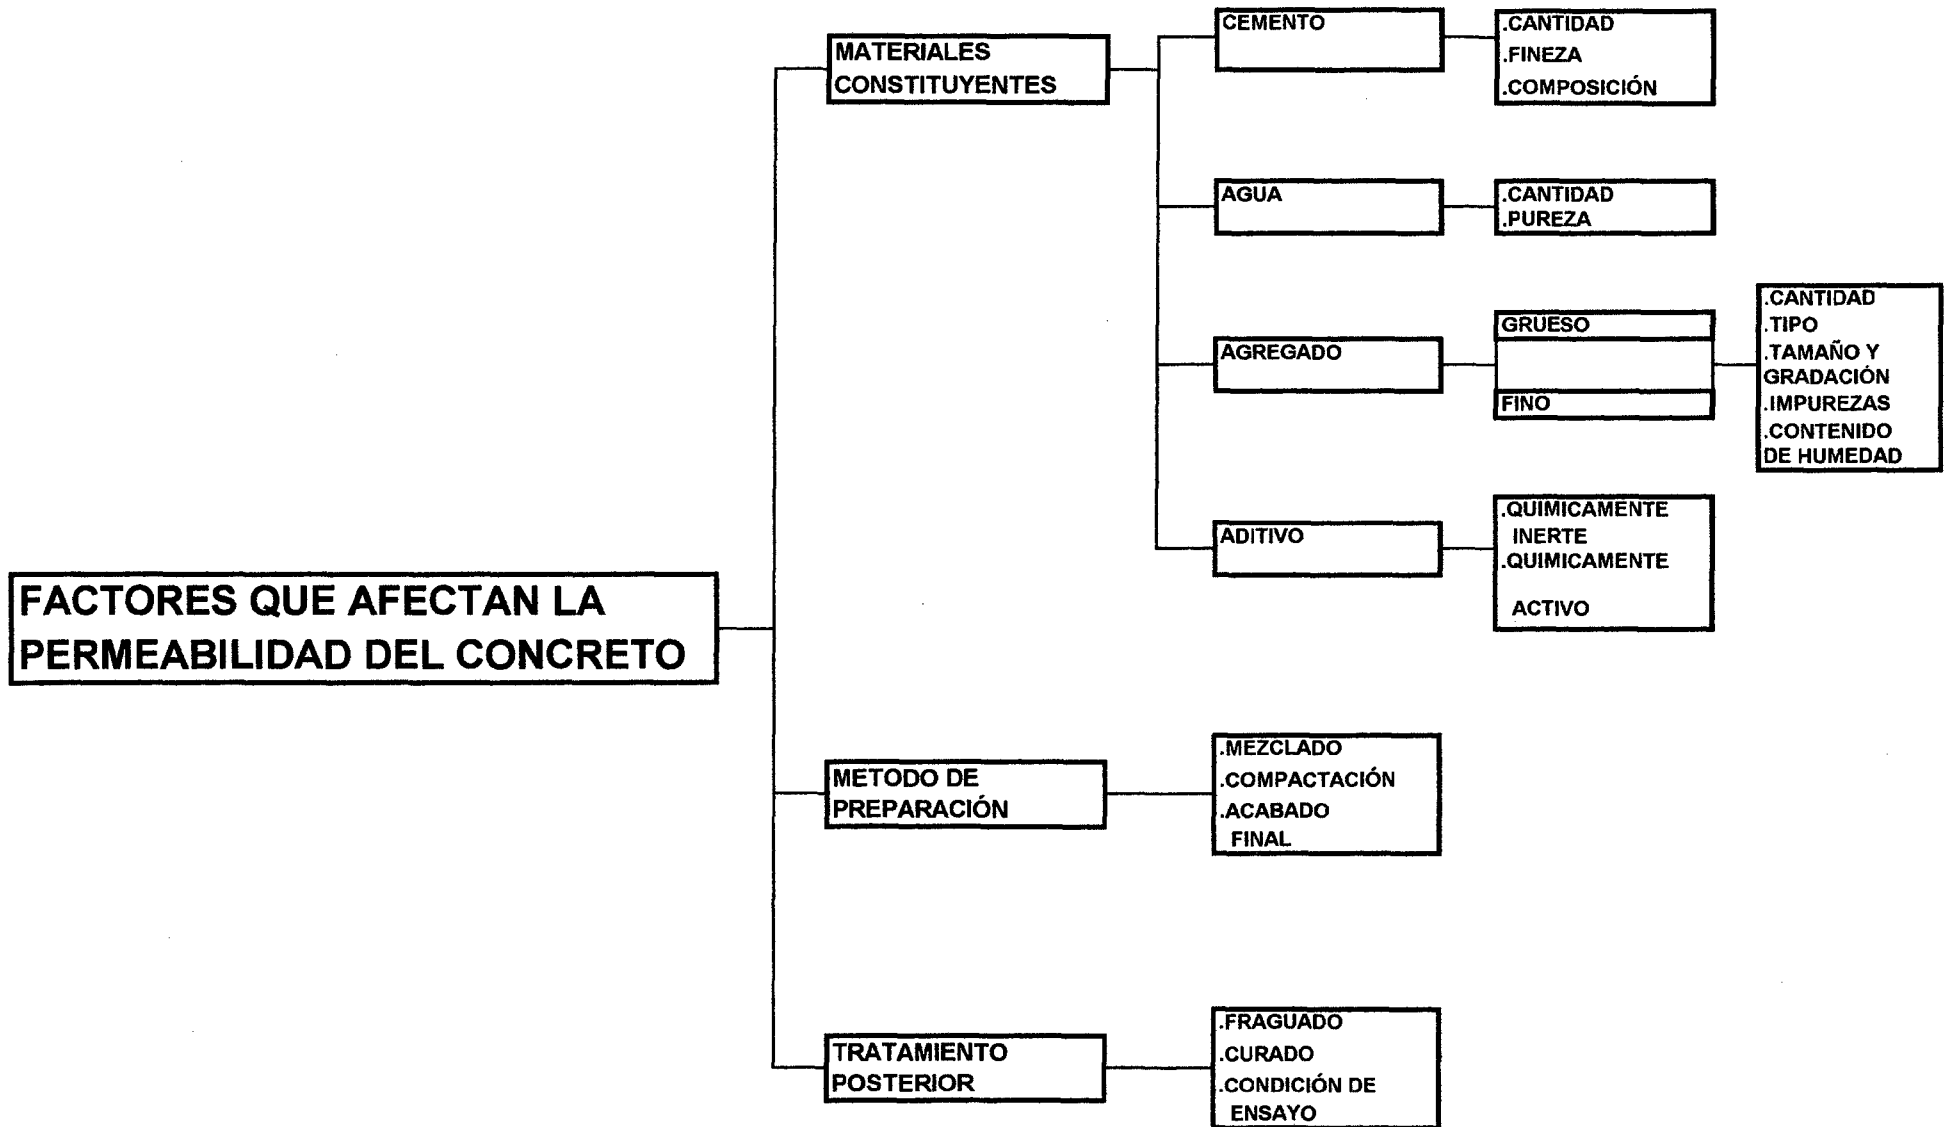 FACTORES QUE AFECTAN LA
PERMEABILIDAD DEL CONCRETO
MATERIALES
CONSTITUYENTES
CEMENTO
.CANTIDAD
.FINEZA
.COMPOSICIÓN
AGUA
.CANTIDAD
.PUREZA
AGREGADO
GRUESO
FINO
.CANTIDAD
.TIPO
.TAMAÑO Y
GRADACIÓN
.IMPUREZAS
.CONTENIDO
DE HUMEDAD
ADITIVO
.QUIMICAMENTE
INERTE
.QUIMICAMENTE
ACTIVO
METODO DE
PREPARACIÓN
.MEZCLADO
.COMPACTACIÓN
.ACABADO
FINAL
TRATAMIENTO
POSTERIOR
.FRAGUADO
.CURADO
.CONDICIÓN DE
ENSAYO